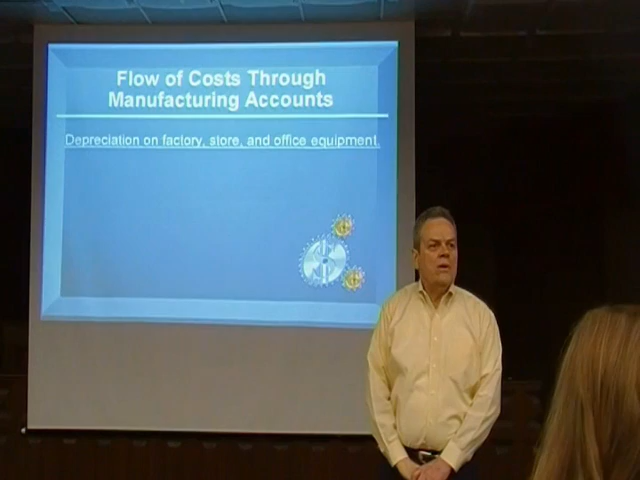 Flow of Costs Through
Manufacturing Accounts
Depreciation on factory, store, and office equipment.